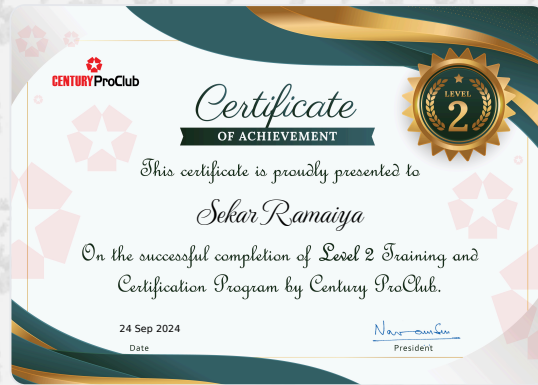 CENTURY ProClub
Certificate
OF ACHIEVEMENT
LEVEL
2
This certificate is proudly presented to
Sekar Ramaiya
On the successful completion of Level 2 Training and
Certification Program by Century ProClub.
24 Sep 2024
Date
President